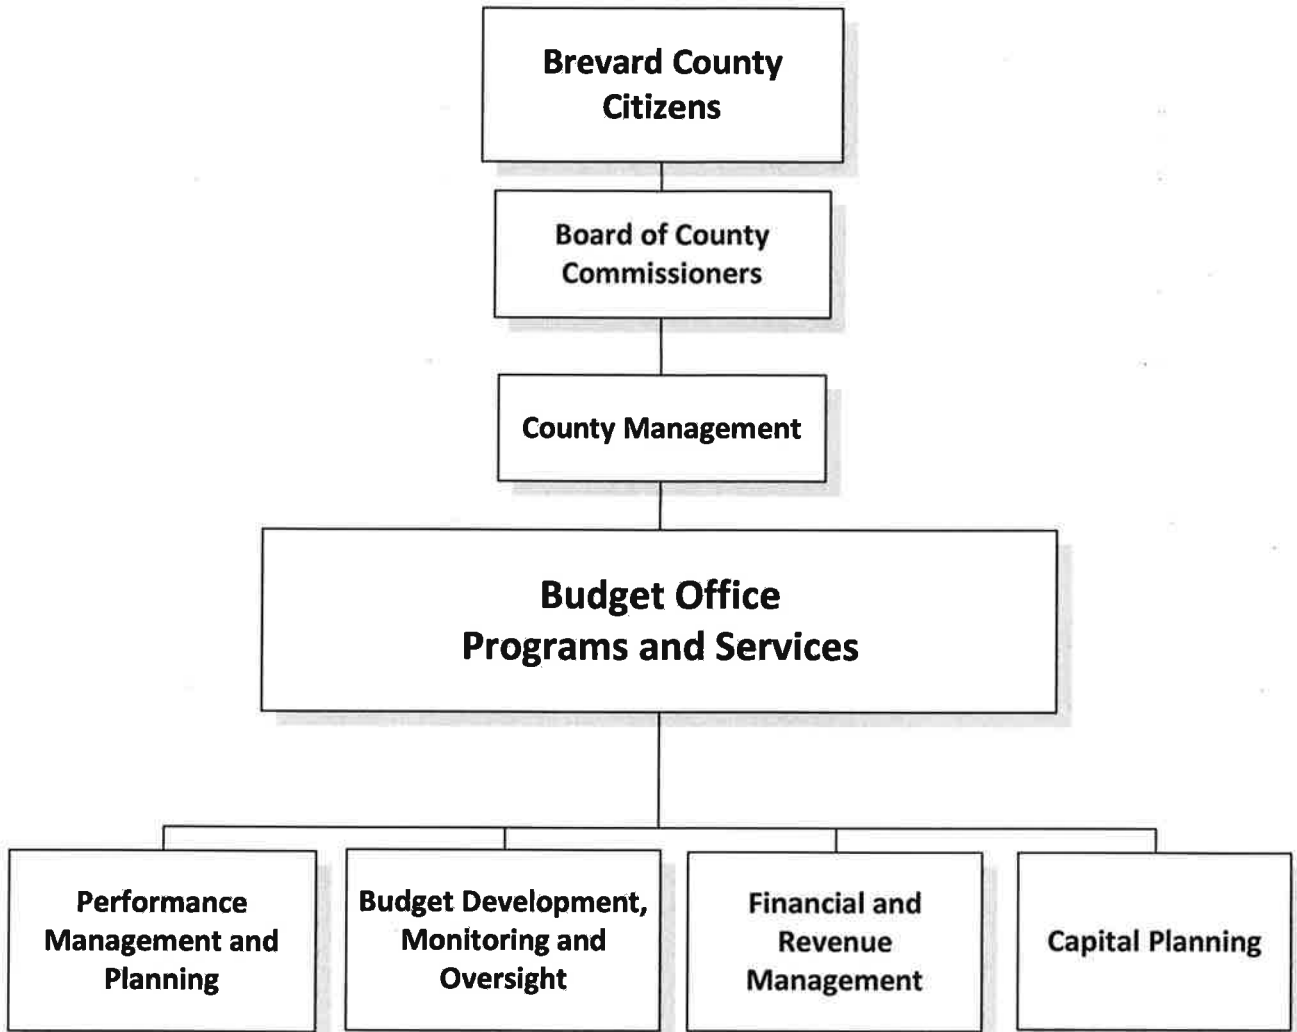 Brevard County
Citizens
Board of County
Commissioners
County Management
Budget Office
Programs and Services
Performance
Management and
Planning
Budget Development,
Monitoring and
Oversight
Financial and
Revenue
Management
Capital Planning